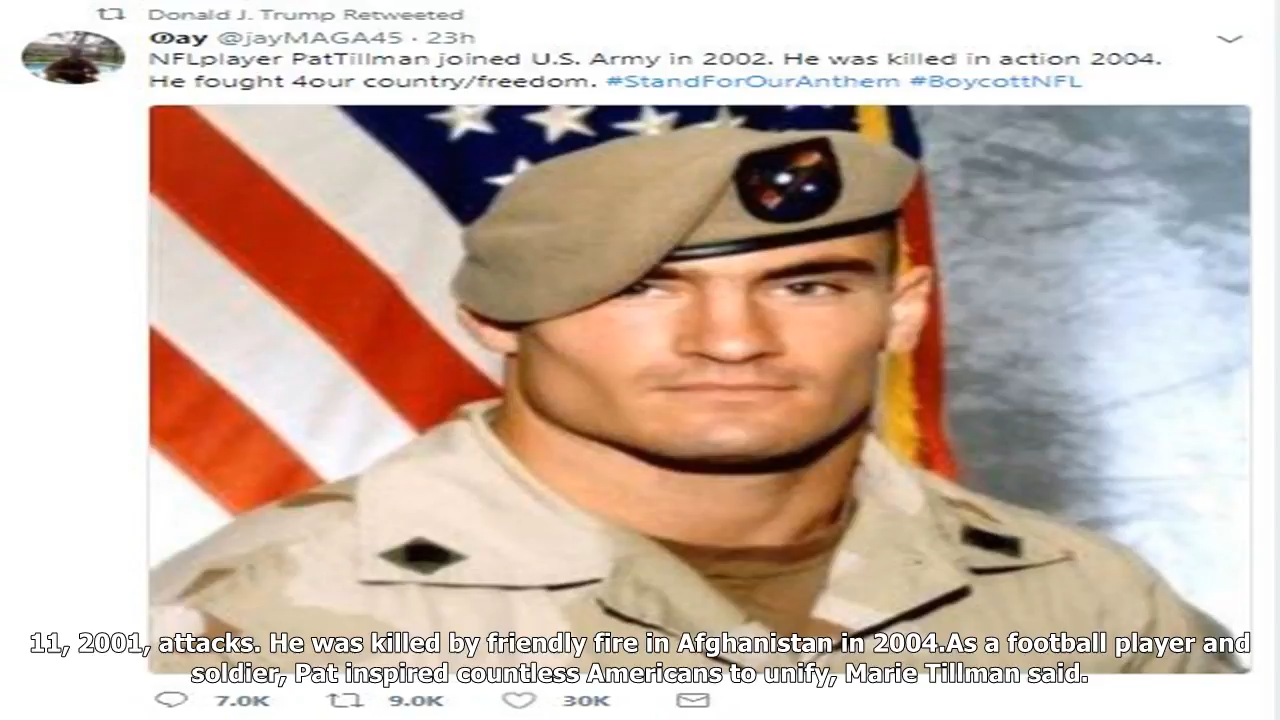 Donald J. Trump Retweeted
Jay @jayMAGA45 · 23h
NFLplayer PatTillman joined U.S. Army in 2002. He was killed in action 2004.
He fought 4our country/freedom. #StandForOurAnthem #BoycottNFL
11, 2001, attacks. He was killed by friendly fire in Afghanistan in 2004.As a football player and
soldier, Pat inspired countless Americans to unify, Marie Tillman said.
7.0K 9.0K 30K